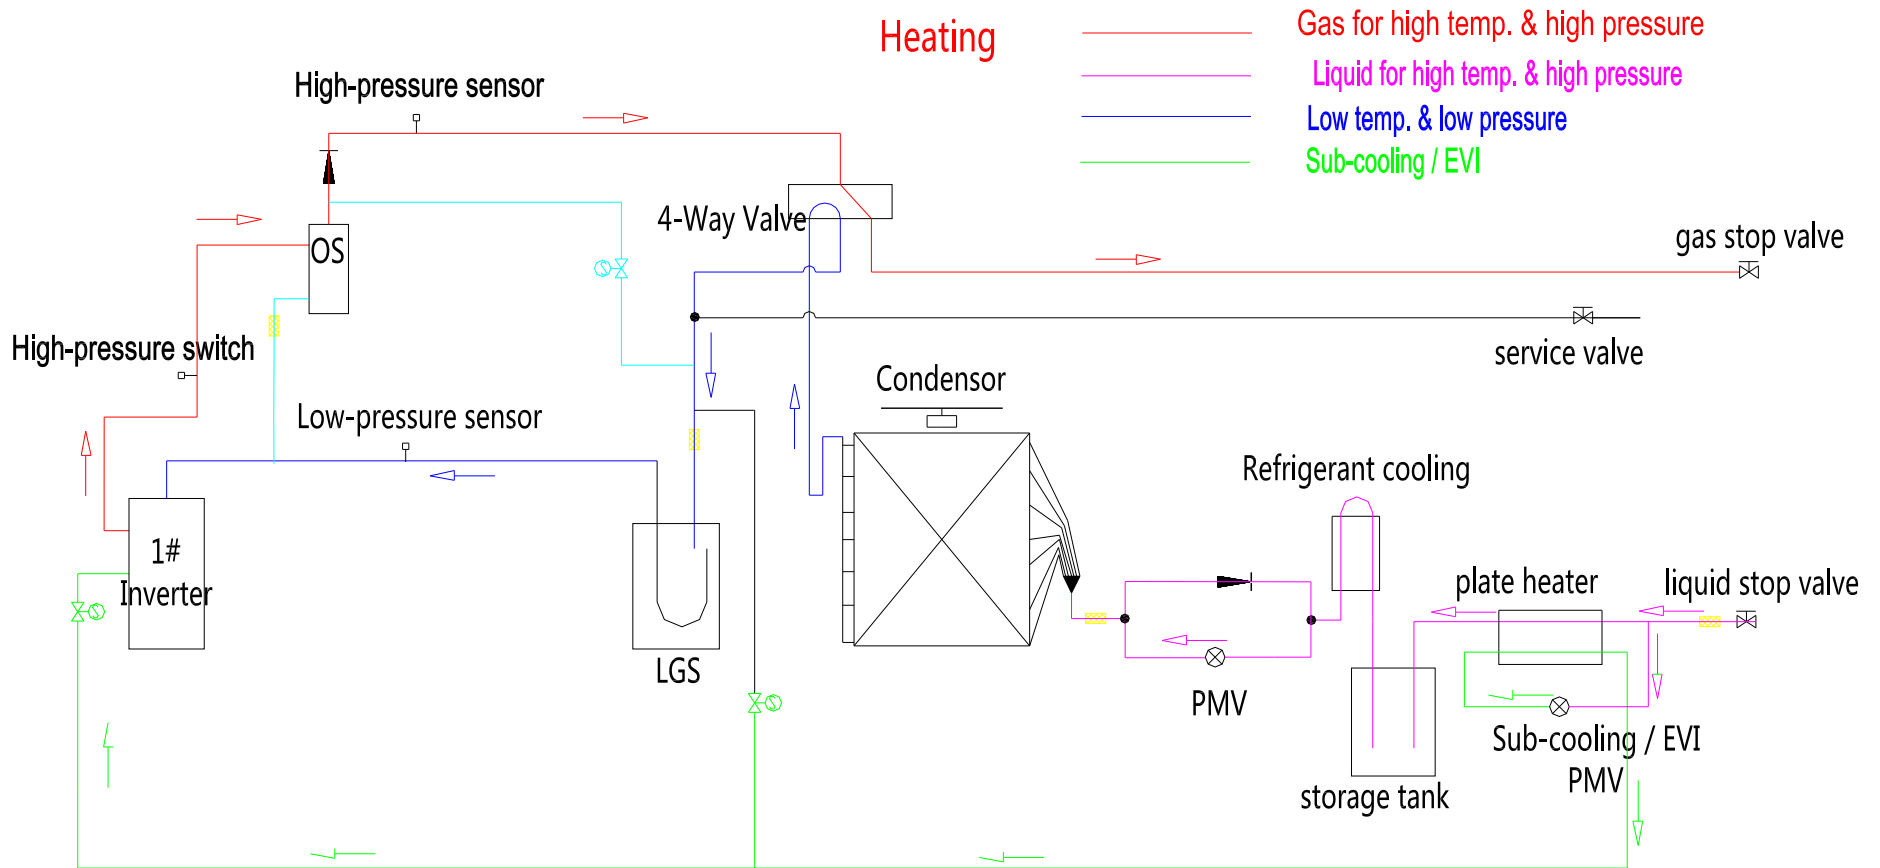 Heating
Gas for high temp. & high pressure
Liquid for high temp. & high pressure
Low temp. & low pressure
Sub-cooling / EVI
High-pressure sensor
4-Way Valve
OS
gas stop valve
High-pressure switch
service valve
Condensor
Low-pressure sensor
Refrigerant cooling
1#
Inverter
plate heater
liquid stop valve
LGS
PMV
Sub-cooling / EVI
PMV
storage tank